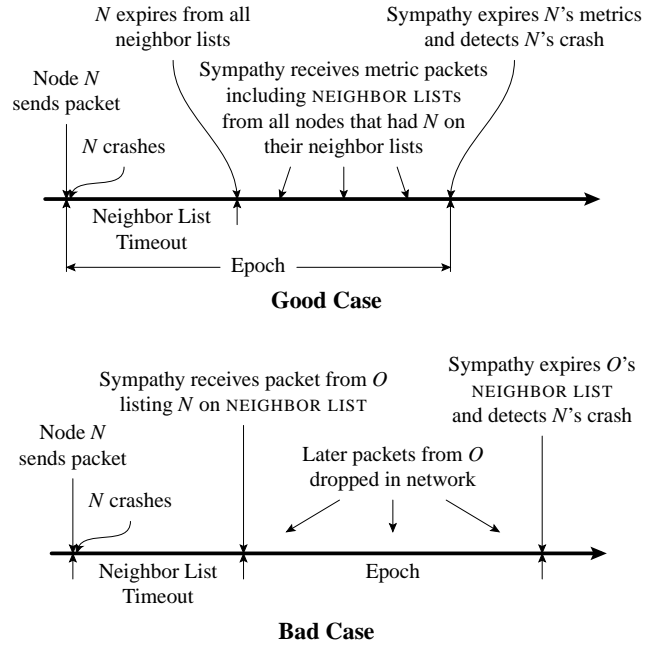 N expires from all
neighbor lists
Sympathy expires N's metrics
and detects N's crash
Node N
sends packet
Sympathy receives metric packets
including NEIGHBOR LISTS
from all nodes that had N on
their neighbor lists
N crashes
Neighbor List
Timeout
Epoch
Good Case
Sympathy receives packet from O
listing N on NEIGHBOR LIST
Sympathy expires O's
NEIGHBOR LIST
and detects N's crash
Node N
sends packet
Later packets from O
dropped in network
N crashes
Neighbor List
Timeout
Epoch
Bad Case